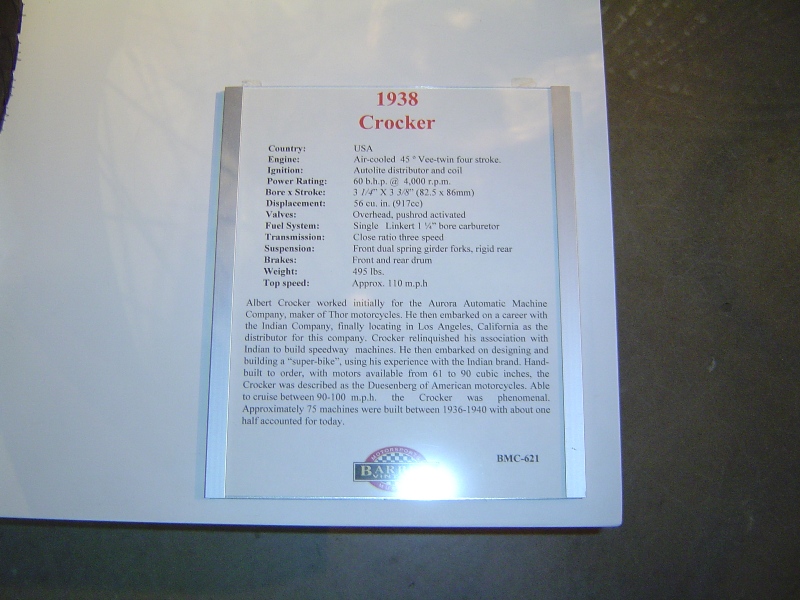 1938
Crocker
Country: USA
Engine: Air-cooled 45 ° Vee-twin four stroke.
Ignition: Autolite distributor and coil
Power Rating: 60 b.h.p. @ 4,000 r.p.m.
Bore x Stroke: 3 1/4" X 3 3/8" (82.5 x 86mm)
Displacement: 56 cu. in. (917cc)
Valves: Overhead, pushrod activated
Fuel System: Single Linkert 1 ¼" bore carburetor
Transmission: Close ratio three speed
Suspension: Front dual spring girder forks, rigid rear
Brakes: Front and rear drum
Weight: 495 lbs.
Top speed: Approx. 110 m.p.h
Albert Crocker worked initially for the Aurora Automatic Machine
Company, maker of Thor motorcycles. He then embarked on a career with
the Indian Company, finally locating in Los Angeles, California as the
distributor for this company. Crocker relinquished his association with
Indian to build speedway machines. He then embarked on designing and
building a "super-bike", using his experience with the Indian brand. Hand-
built to order, with motors available from 61 to 90 cubic inches, the
Crocker was described as the Duesenberg of American motorcycles. Able
to cruise between 90-100 m.p.h. the Crocker was phenomenal.
Approximately 75 machines were built between 1936-1940 with about one
half accounted for today.
BMC-621